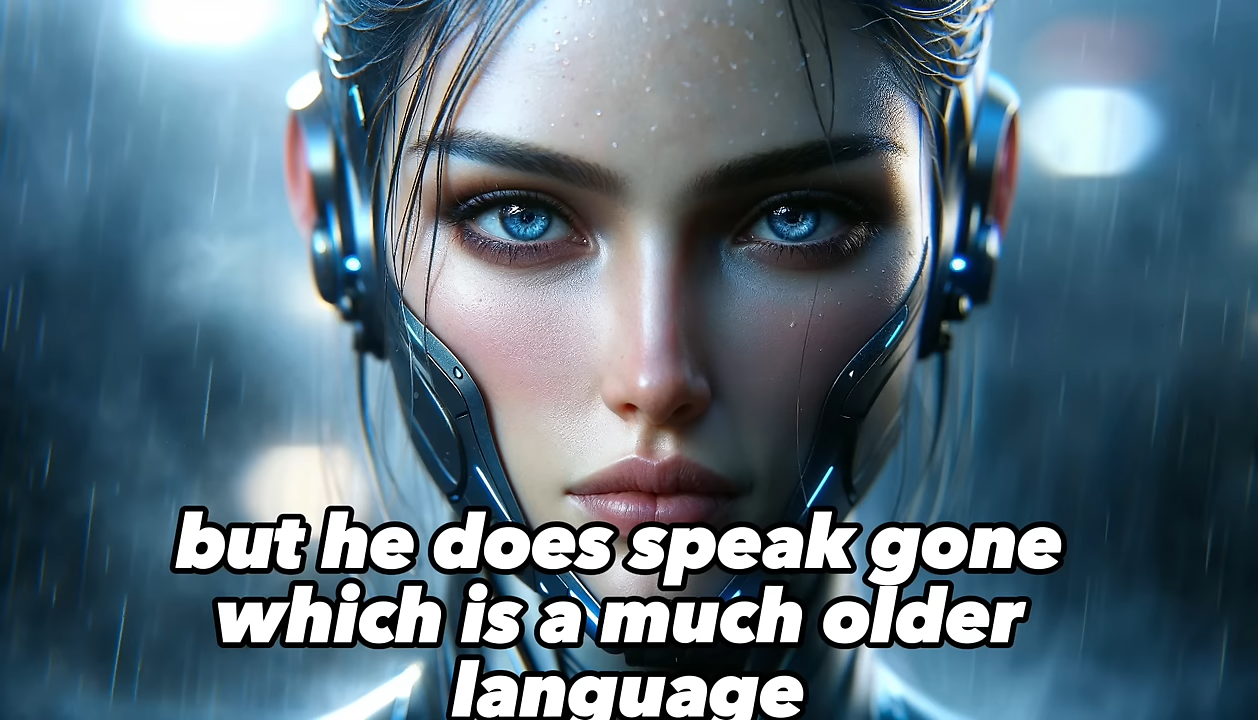 but he does speak gone
which is a much older
language